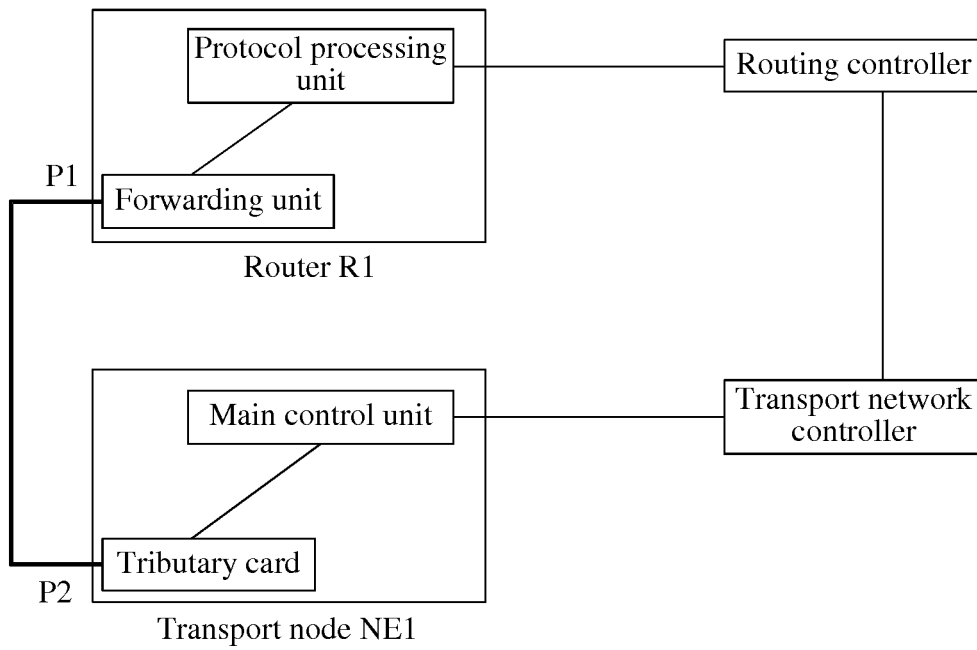 Protocol processing
unit
Routing controller
P1
Forwarding unit
Router R1
Main control unit
Transport network
controller
Tributary card
P2
Transport node NE1